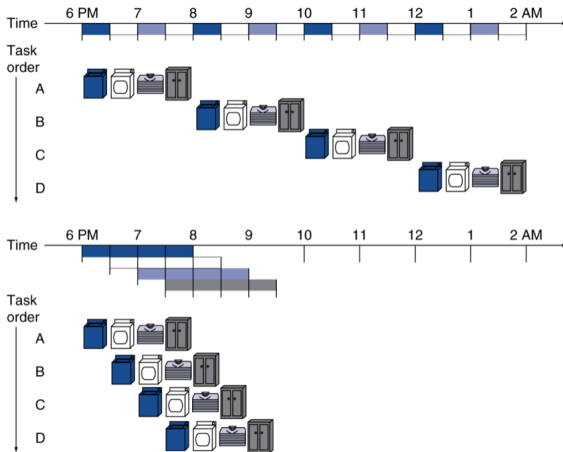 6 PM 7 8 9 10 11 12 1 2 AM
Time
Task
order
A
B
C
D
6 PM 7 8 9 10 11 12 1 2 AM
Time
Task
order
A
B
C
D